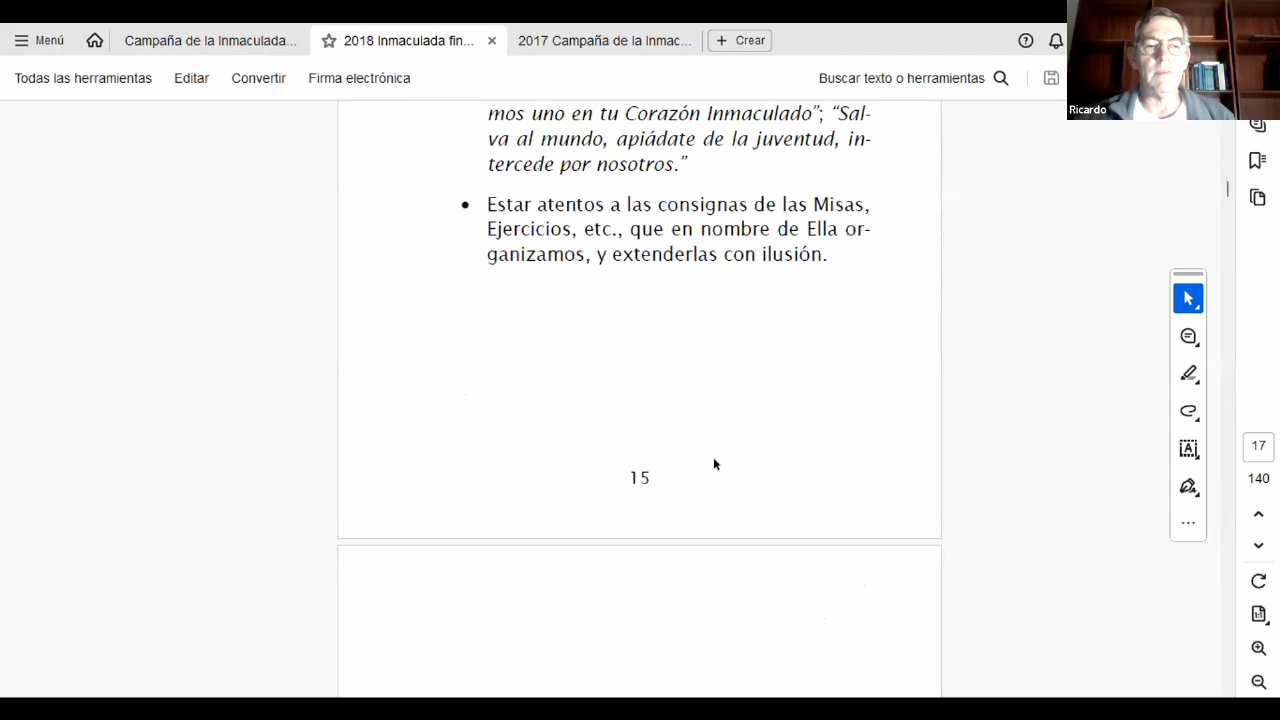 Menú
Campaña de la Inmaculada...
2018 Inmaculada fin...
2017 Campaña de la Inmac...
Crear
Todas las herramientas
Editar
Convertir
Firma electrónica
Buscar texto o herramientas
Ricardo
mos uno en tu Corazón Inmaculado”; “Sal-
va al mundo, apiádate de la juventud, in-
tercede por nosotros.”
• Estar atentos a las consignas de las Misas,
Ejercicios, etc., que en nombre de Ella or-
ganizamos, y extenderlas con ilusión.
15
17
140